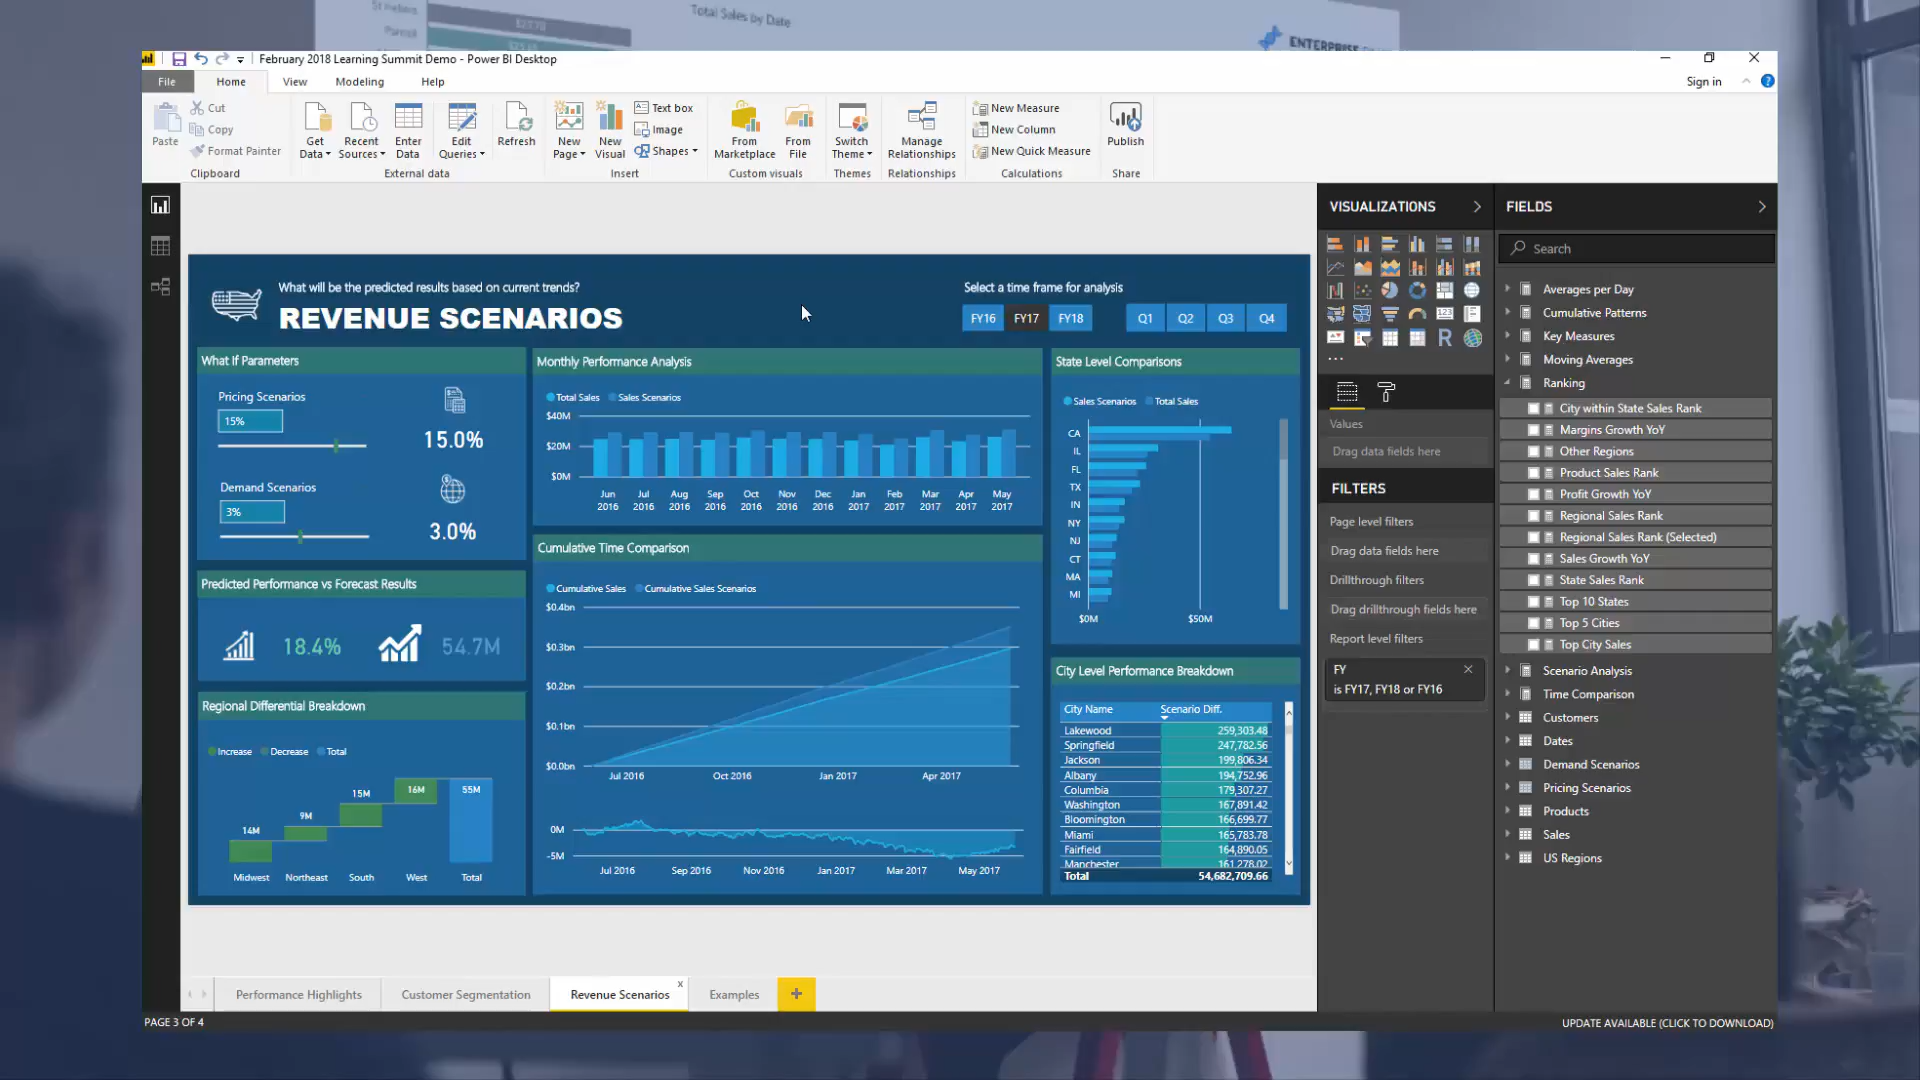 Total Sales by Date
February 2018 Learning Summit Demo - Power BI Desktop
File Home View Modeling Help
Sign in
Paste
Cut
Copy
Format Painter
Clipboard
Get Data
Recent Sources
Enter Data
Edit Queries
Refresh
External data
New Page
New Visual
Text box
Image
Shapes
Insert
From Marketplace
From File
Custom visuals
Switch Theme
Themes
Manage Relationships
Relationships
New Measure
New Column
New Quick Measure
Calculations
Publish
Share
What will be the predicted results based on current trends?
REVENUE SCENARIOS
Select a time frame for analysis
FY16 FY17 FY18 Q1 Q2 Q3 Q4
What If Parameters
Pricing Scenarios
15%
15.0%
Demand Scenarios
3%
3.0%
Predicted Performance vs Forecast Results
18.4% 54.7M
Regional Differential Breakdown
Increase Decrease Total
14M 9M 15M 16M 55M
Midwest Northeast South West Total
Monthly Performance Analysis
Total Sales Sales Scenarios
$40M
$20M
$0M
Jun 2016 Jul 2016 Aug 2016 Sep 2016 Oct 2016 Nov 2016 Dec 2016 Jan 2017 Feb 2017 Mar 2017 Apr 2017 May 2017
Cumulative Time Comparison
Cumulative Sales Cumulative Sales Scenarios
$0.4bn
$0.3bn
$0.2bn
$0.1bn
$0.0bn
Jul 2016 Oct 2016 Jan 2017 Apr 2017
0M
-5M
Jul 2016 Sep 2016 Nov 2016 Jan 2017 Mar 2017 May 2017
State Level Comparisons
Sales Scenarios Total Sales
CA
IL
FL
TX
IN
NY
NJ
CT
MA
MI
$0M $50M
City Level Performance Breakdown
City Name Scenario Diff.
Lakewood 259,303.48
Springfield 247,782.56
Jackson 199,806.34
Albany 194,752.96
Columbia 179,307.27
Washington 167,891.42
Bloomington 166,699.77
Miami 165,783.78
Fairfield 164,890.05
Manchester 161,278.02
Total 54,682,709.66
VISUALIZATIONS
Values
Drag data fields here
FILTERS
Page level filters
Drag data fields here
Drillthrough filters
Drag drillthrough fields here
Report level filters
FY
is FY17, FY18 or FY16
FIELDS
Search
Averages per Day
Cumulative Patterns
Key Measures
Moving Averages
Ranking
City within State Sales Rank
Margins Growth YoY
Other Regions
Product Sales Rank
Profit Growth YoY
Regional Sales Rank
Regional Sales Rank (Selected)
Sales Growth YoY
State Sales Rank
Top 10 States
Top 5 Cities
Top City Sales
Scenario Analysis
Time Comparison
Customers
Dates
Demand Scenarios
Pricing Scenarios
Products
Sales
US Regions
Performance Highlights Customer Segmentation Revenue Scenarios Examples
PAGE 3 OF 4
UPDATE AVAILABLE (CLICK TO DOWNLOAD)